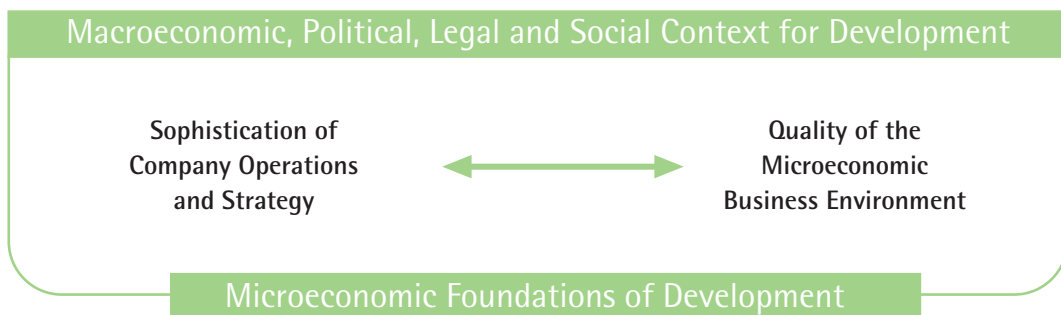 Macroeconomic, Political, Legal and Social Context for Development
Sophistication of
Company Operations
and Strategy
Quality of the
Microeconomic
Business Environment
Microeconomic Foundations of Development